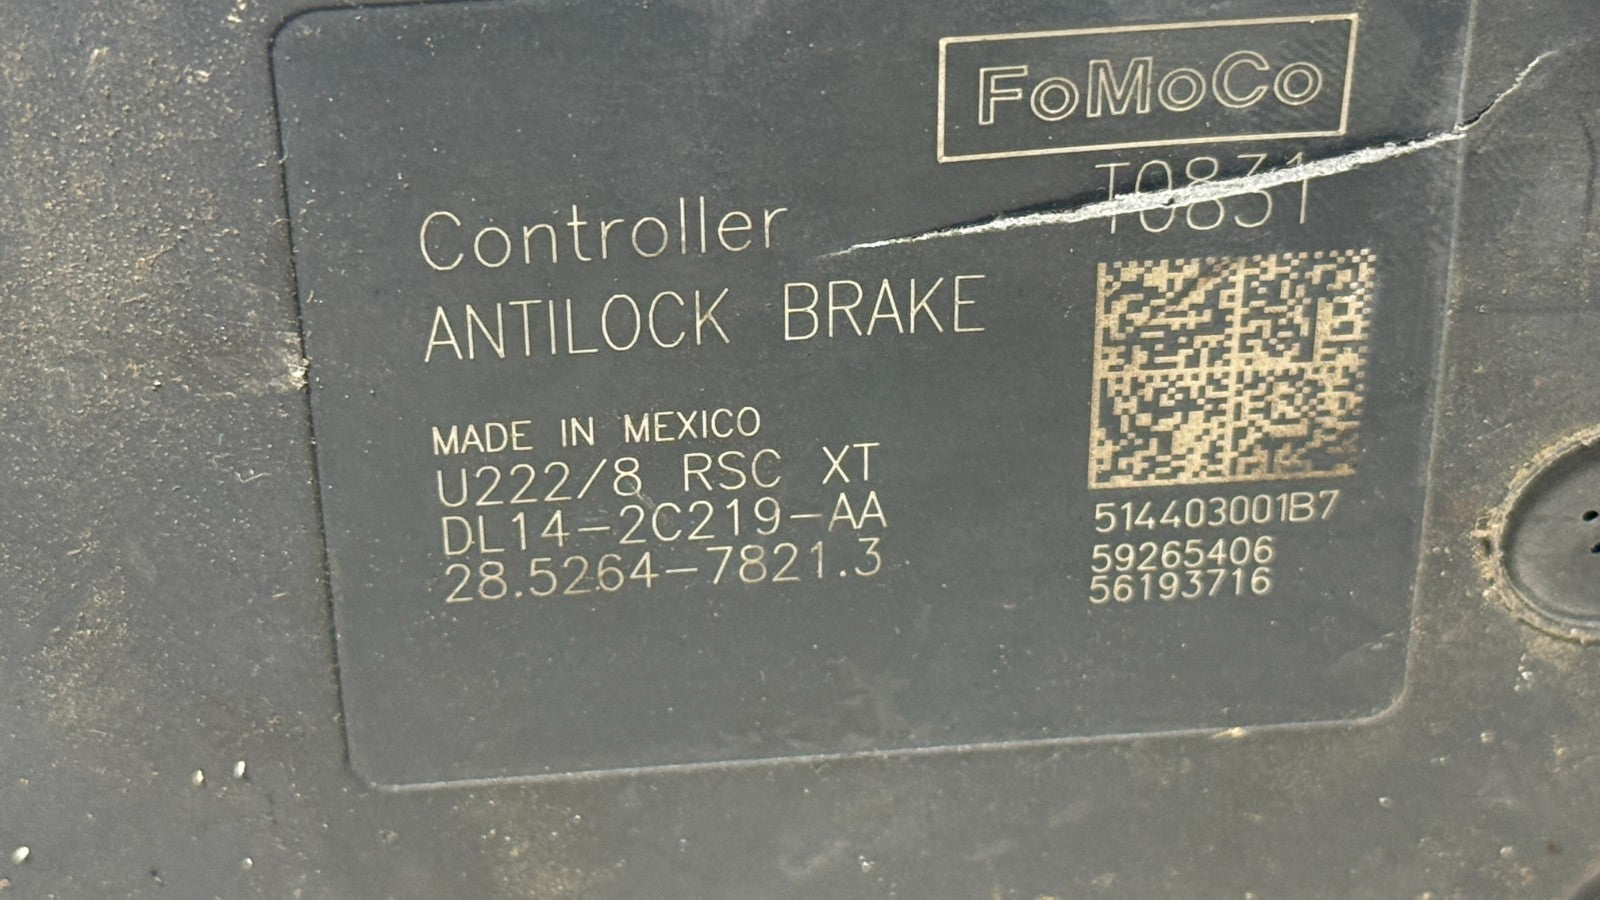 FoMoCo
T0831
Controller
ANTILOCK BRAKE
MADE IN MEXICO
U222/8 RSC XT
DL14-2C219-AA
28.5264-7821.3
514403001B7
59265406
56193716